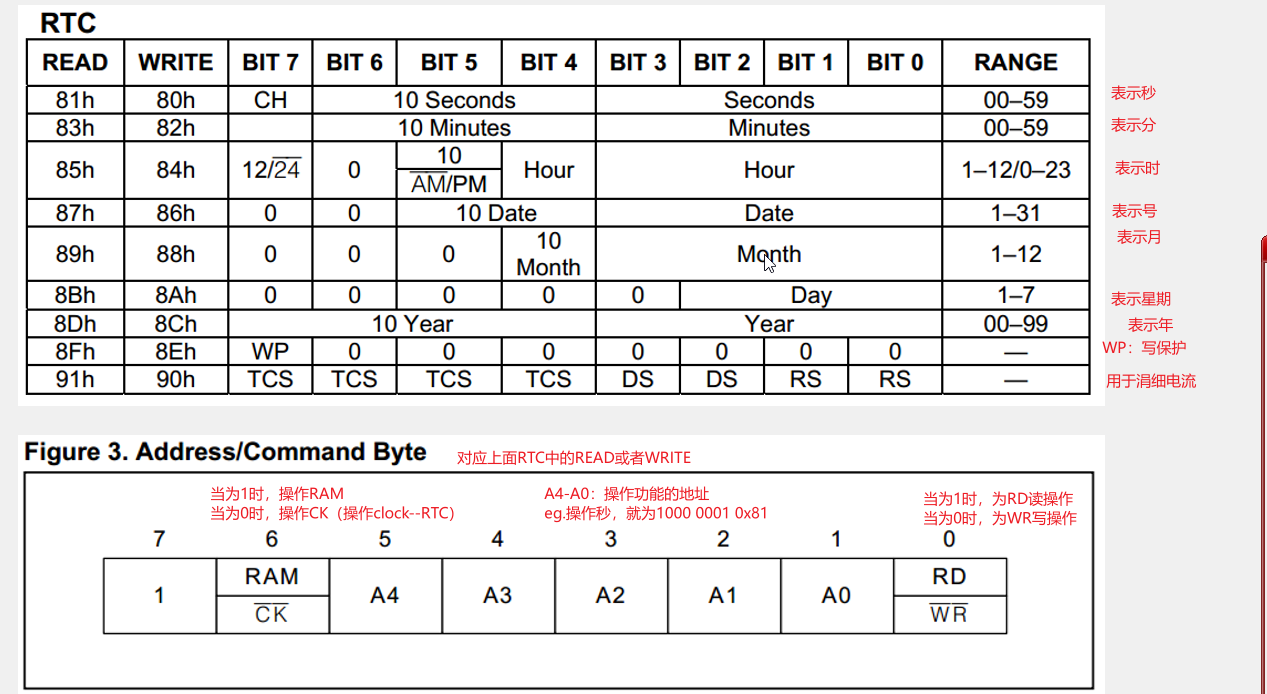 RTC
READ WRITE BIT 7 BIT 6 BIT 5 BIT 4 BIT 3 BIT 2 BIT 1 BIT 0 RANGE
81h 80h CH 10 Seconds Seconds 00–59 表示秒
83h 82h 10 Minutes Minutes 00–59 表示分
85h 84h 12/24 0 10 AM/PM Hour Hour 1–12/0–23 表示时
87h 86h 0 0 10 Date Date 1–31 表示号
89h 88h 0 0 0 10 Month Month 1–12 表示月
8Bh 8Ah 0 0 0 0 0 Day 1–7 表示星期
8Dh 8Ch 10 Year Year 00–99 表示年
8Fh 8Eh WP 0 0 0 0 0 0 0 — WP：写保护
91h 90h TCS TCS TCS TCS DS DS RS RS — 用于涓细电流
Figure 3. Address/Command Byte 对应上面RTC中的READ或者WRITE
当为1时，操作RAM
当为0时，操作CK（操作clock--RTC）
A4-A0：操作功能的地址
eg.操作秒，就为1000 0001 0x81
当为1时，为RD读操作
当为0时，为WR写操作
7 6 5 4 3 2 1 0
1 RAM A4 A3 A2 A1 A0 RD
CK WR